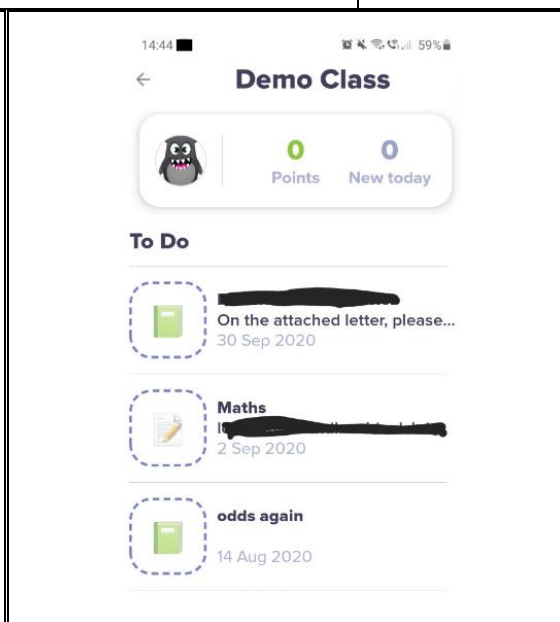 14:44 59%
Demo Class
0 0
Points New today
To Do
On the attached letter, please...
30 Sep 2020
Maths
2 Sep 2020
odds again
14 Aug 2020